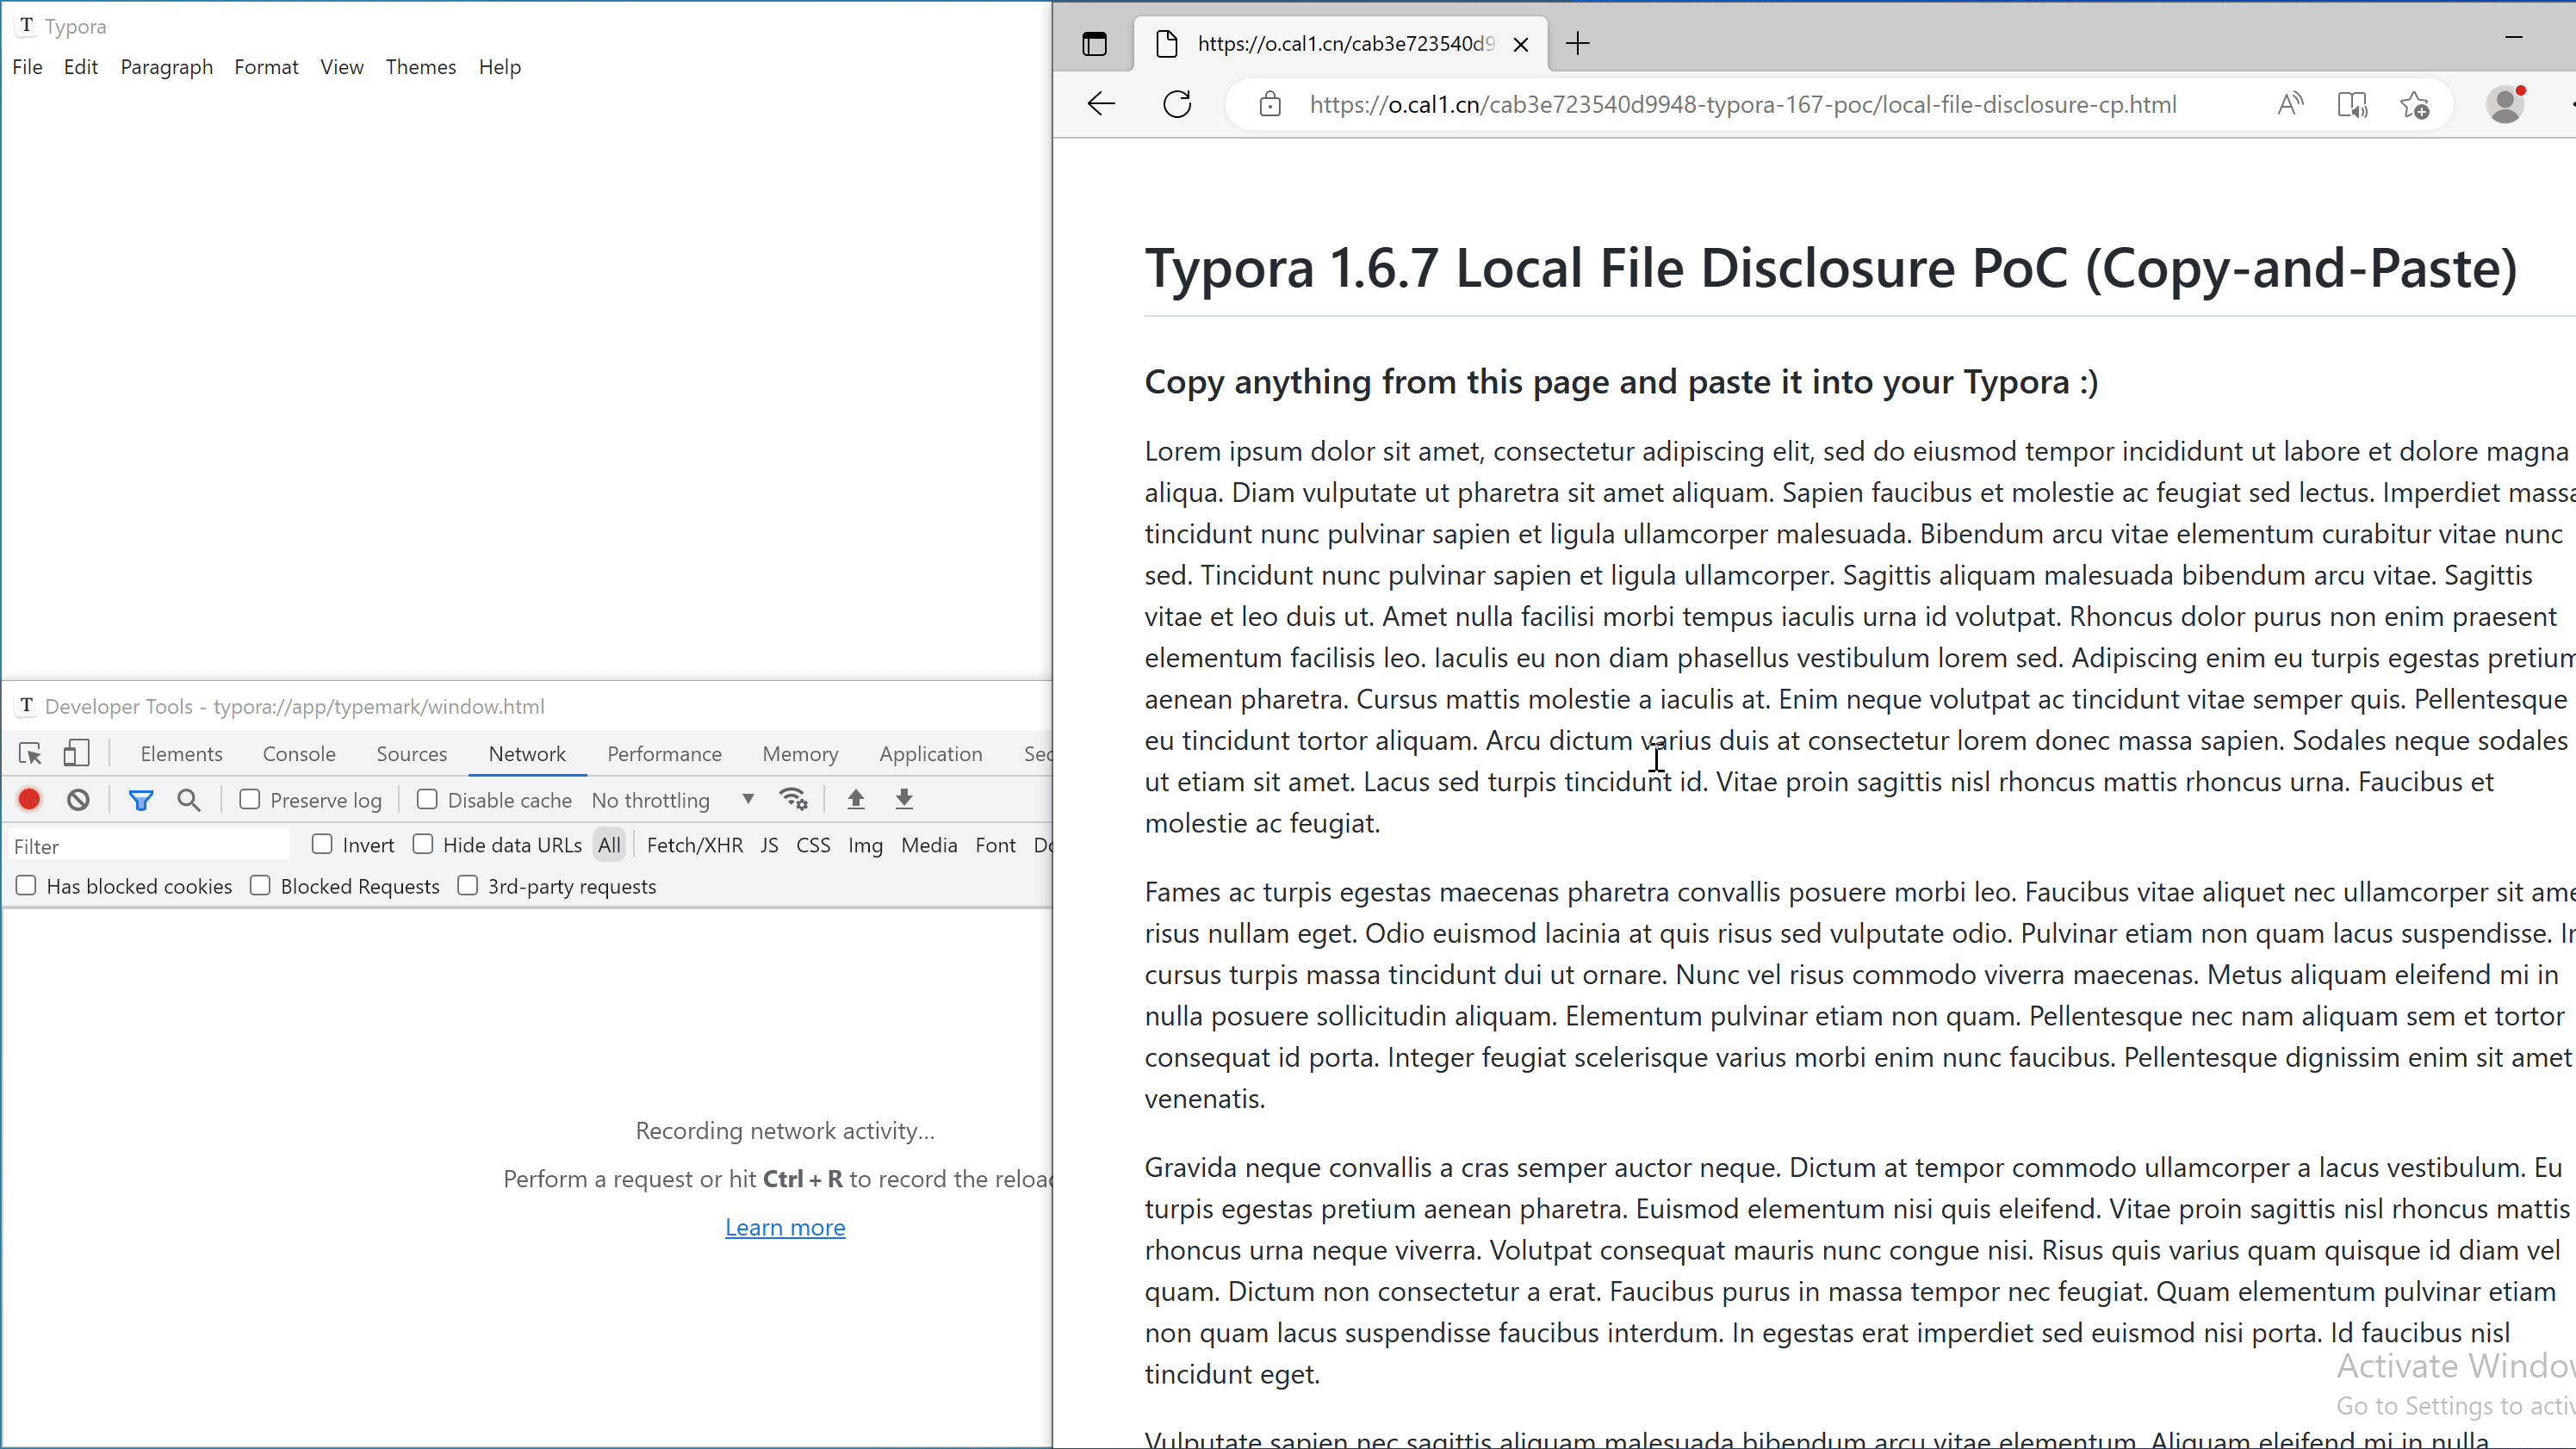 T Typora
File Edit Paragraph Format View Themes Help
T Developer Tools - typora://app/typemark/window.html
Elements Console Sources Network Performance Memory Application
Preserve log Disable cache No throttling
Filter Invert Hide data URLs All Fetch/XHR JS CSS Img Media Font
Has blocked cookies Blocked Requests 3rd-party requests
Recording network activity...
Perform a request or hit Ctrl + R to record the
Learn more
https://o.cal1.cn/cab3e723540d9
https://o.cal1.cn/cab3e723540d9948-typora-167-poc/local-file-disclosure-cp.html
Typora 1.6.7 Local File Disclosure PoC (Copy-and-Paste)
Copy anything from this page and paste it into your Typora :)
Lorem ipsum dolor sit amet, consectetur adipiscing elit, sed do eiusmod tempor incididunt ut labore et dolore magna
aliqua. Diam vulputate ut pharetra sit amet aliquam. Sapien faucibus et molestie ac feugiat sed lectus. Imperdiet massa
tincidunt nunc pulvinar sapien et ligula ullamcorper malesuada. Bibendum arcu vitae elementum curabitur vitae nunc
sed. Tincidunt nunc pulvinar sapien et ligula ullamcorper. Sagittis aliquam malesuada bibendum arcu vitae. Sagittis
vitae et leo duis ut. Amet nulla facilisi morbi tempus iaculis urna id volutpat. Rhoncus dolor purus non enim praesent
elementum facilisis leo. Iaculis eu non diam phasellus vestibulum lorem sed. Adipiscing enim eu turpis egestas pretium
aenean pharetra. Cursus mattis molestie a iaculis at. Enim neque volutpat ac tincidunt vitae semper quis. Pellentesque
eu tincidunt tortor aliquam. Arcu dictum varius duis at consectetur lorem donec massa sapien. Sodales neque sodales
ut etiam sit amet. Lacus sed turpis tincidunt id. Vitae proin sagittis nisl rhoncus mattis rhoncus urna. Faucibus et
molestie ac feugiat.
Fames ac turpis egestas maecenas pharetra convallis posuere morbi leo. Faucibus vitae aliquet nec ullamcorper sit
risus nullam eget. Odio euismod lacinia at quis risus sed vulputate odio. Pulvinar etiam non quam lacus suspendisse. In
cursus turpis massa tincidunt dui ut ornare. Nunc vel risus commodo viverra maecenas. Metus aliquam eleifend mi in
nulla posuere sollicitudin aliquam. Elementum pulvinar etiam non quam. Pellentesque nec nam aliquam sem et tortor
consequat id porta. Integer feugiat scelerisque varius morbi enim nunc faucibus. Pellentesque dignissim enim sit amet
venenatis.
Gravida neque convallis a cras semper auctor neque. Dictum at tempor commodo ullamcorper a lacus vestibulum. Eu
turpis egestas pretium aenean pharetra. Euismod elementum nisi quis eleifend. Vitae proin sagittis nisl rhoncus mattis
rhoncus urna neque viverra. Volutpat consequat mauris nunc congue nisi. Risus quis varius quam quisque id diam vel
quam. Dictum non consectetur a erat. Faucibus purus in massa tempor nec feugiat. Quam elementum pulvinar etiam
non quam lacus suspendisse faucibus interdum. In egestas erat imperdiet sed euismod nisi porta. Id faucibus nisl
tincidunt eget.
Vulputate sapien nec sagittis aliquam malesuada bibendum arcu vitae elementum. Aliquam eleifend mi in nulla
Activate
Go to Settings to